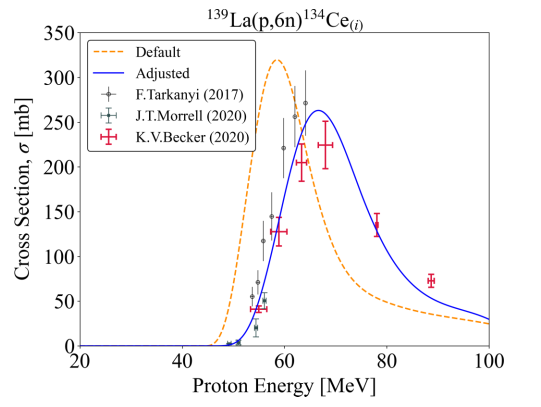 ¹³⁹La(p,6n)¹³⁴Ce₍ᵢ₎
Default
Adjusted
F.Tarkanyi (2017)
J.T.Morrell (2020)
K.V.Becker (2020)
Cross Section, σ [mb]
350
300
250
200
150
100
50
0
20 40 60 80 100
Proton Energy [MeV]